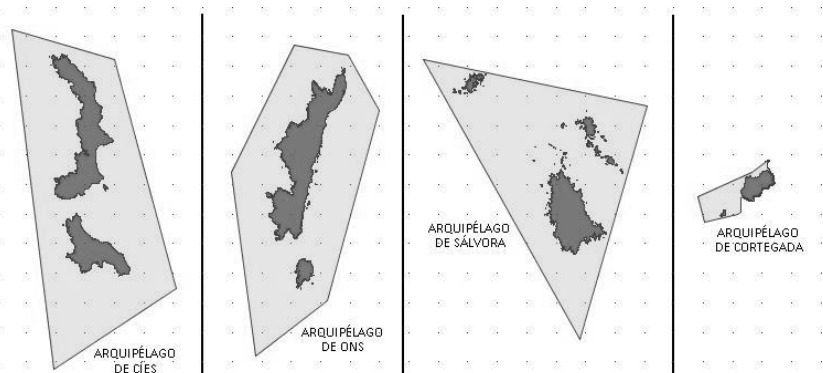 ARQUIPÉLAGO
DE CÍES
ARQUIPÉLAGO
DE ONS
ARQUIPÉLAGO
DE SÁLVORA
ARQUIPÉLAGO
DE CORTEGADA